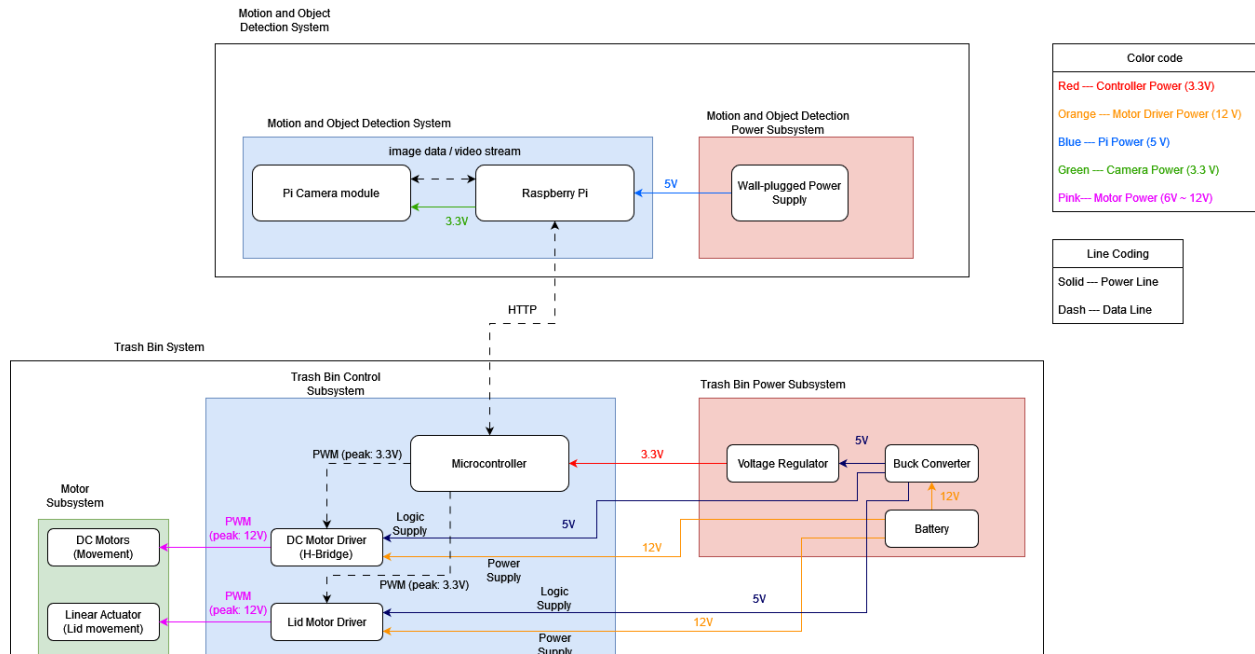 Motion and Object
Detection System
Color code
Red --- Controller Power (3.3V)
Orange --- Motor Driver Power (12 V)
Blue --- Pi Power (5 V)
Green --- Camera Power (3.3 V)
Pink--- Motor Power (6V ~ 12V)
Line Coding
Solid --- Power Line
Dash --- Data Line
Motion and Object Detection System
Motion and Object Detection
Power Subsystem
image data / video stream
Pi Camera module
Raspberry Pi
5V
Wall-plugged Power
Supply
3.3V
HTTP
Trash Bin System
Trash Bin Control
Subsystem
Trash Bin Power Subsystem
PWM (peak: 3.3V)
Microcontroller
3.3V
Voltage Regulator
5V
Buck Converter
12V
Battery
Motor
Subsystem
DC Motors
(Movement)
PWM
(peak: 12V)
DC Motor Driver
(H-Bridge)
Logic
Supply
5V
12V
Power
Supply
PWM (peak: 3.3V)
Linear Actuator
(Lid movement)
PWM
(peak: 12V)
Lid Motor Driver
Logic
Supply
5V
12V
Power
Supply